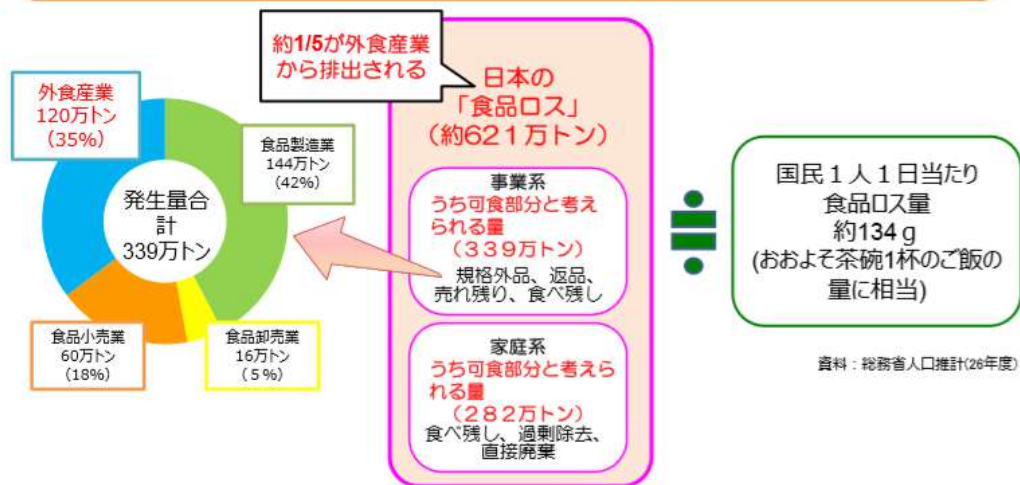 約1/5が外食産業
から排出される
外食産業
120万トン
(35%)
食品製造業
144万トン
(42%)
発生量合
計
339万トン
食品小売業
60万トン
(18%)
食品卸売業
16万トン
(5%)
日本の
「食品ロス」
(約621万トン)
事業系
うち可食部分と考え
られる量
(339万トン)
規格外品、返品、
売れ残り、食べ残し
家庭系
うち可食部分と考えら
れる量
(282万トン)
食べ残し、過剰除去、
直接廃棄
国民1人1日当たり
食品ロス量
約134g
(おおよそ茶碗1杯のご飯の
量に相当)
資料:総務省人口推計(26年度)